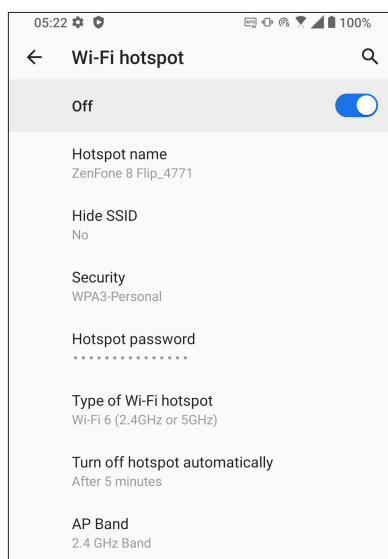 05:22 100%
Wi-Fi hotspot
Off
Hotspot name
ZenFone 8 Flip_4771
Hide SSID
No
Security
WPA3-Personal
Hotspot password
•••••••••••••••
Type of Wi-Fi hotspot
Wi-Fi 6 (2.4GHz or 5GHz)
Turn off hotspot automatically
After 5 minutes
AP Band
2.4 GHz Band